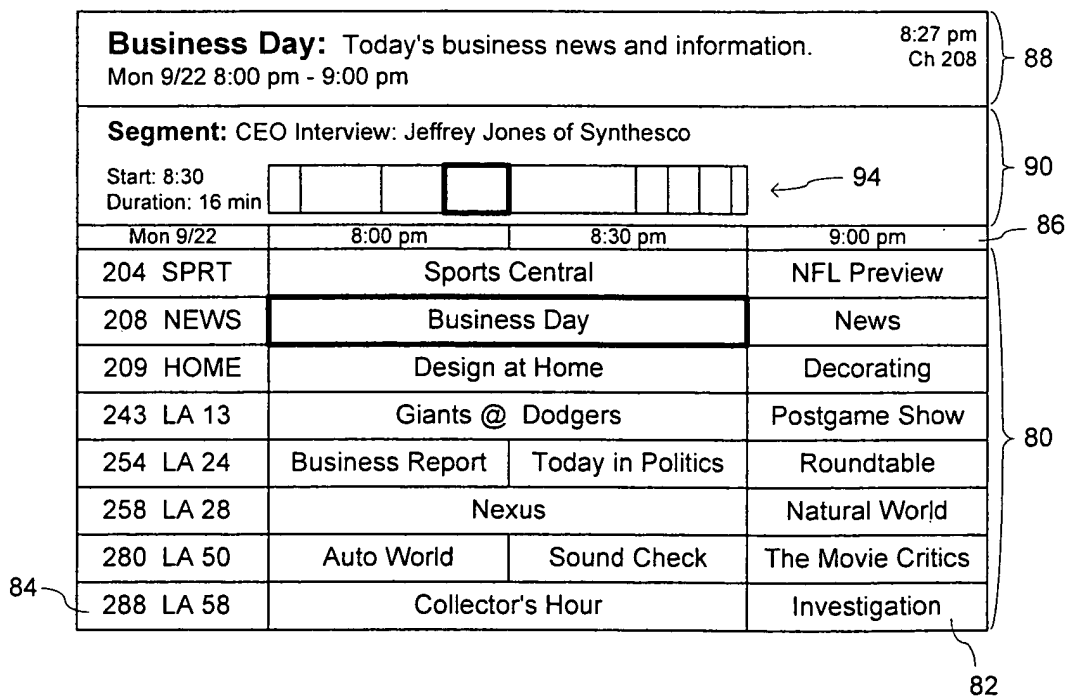 Business Day: Today's business news and information.
8:27 pm
Mon 9/22 8:00 pm - 9:00 pm
Ch 208
88
Segment: CEO Interview: Jeffrey Jones of Synthesco
Start: 8:30
Duration: 16 min
94
90
Mon 9/22 8:00 pm 8:30 pm 9:00 pm
86
204 SPRT Sports Central NFL Preview
208 NEWS Business Day News
209 HOME Design at Home Decorating
243 LA 13 Giants @ Dodgers Postgame Show
80
254 LA 24 Business Report Today in Politics Roundtable
258 LA 28 Nexus Natural World
280 LA 50 Auto World Sound Check The Movie Critics
84
288 LA 58 Collector's Hour Investigation
82